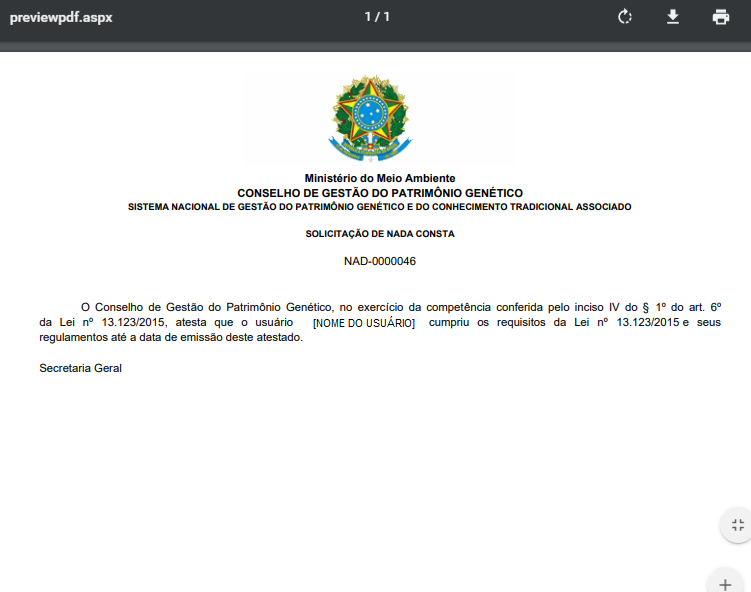 previewpdf.aspx
1 / 1
Ministério do Meio Ambiente
CONSELHO DE GESTÃO DO PATRIMÔNIO GENÉTICO
SISTEMA NACIONAL DE GESTÃO DO PATRIMÔNIO GENÉTICO E DO CONHECIMENTO TRADICIONAL ASSOCIADO
SOLICITAÇÃO DE NADA CONSTA
NAD-0000046
O Conselho de Gestão do Patrimônio Genético, no exercício da competência conferida pelo inciso IV do § 1º do art. 6º
da Lei nº 13.123/2015, atesta que o usuário [NOME DO USUÁRIO] cumpriu os requisitos da Lei nº 13.123/2015 e seus
regulamentos até a data de emissão deste atestado.
Secretaria Geral